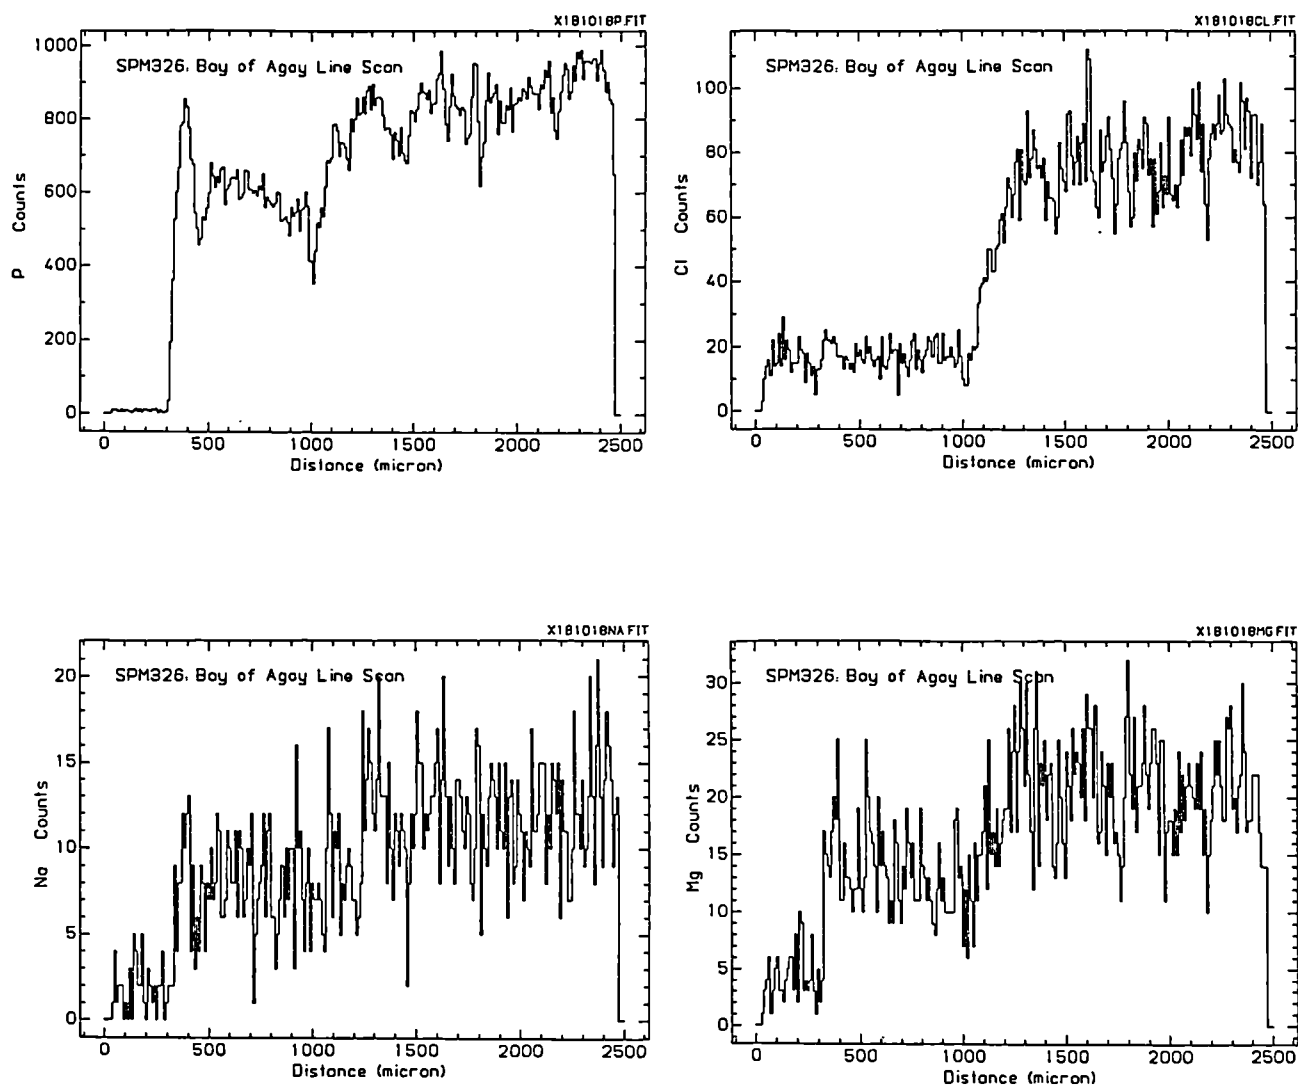 X181018P.FIT
SPM326: Bay of Agay Line Scan
1000
800
600
400
200
0
P Counts
0 500 1000 1500 2000 2500
Distance (micron)
X181018CL.FIT
SPM326: Bay of Agay Line Scan
100
80
60
40
20
0
Cl Counts
0 500 1000 1500 2000 2500
Distance (micron)
X181018NA.FIT
SPM326: Bay of Agay Line Scan
20
15
10
5
0
Na Counts
0 500 1000 1500 2000 2500
Distance (micron)
X181018MG.FIT
SPM326: Bay of Agay Line Scan
30
25
20
15
10
5
0
Mg Counts
0 500 1000 1500 2000 2500
Distance (micron)